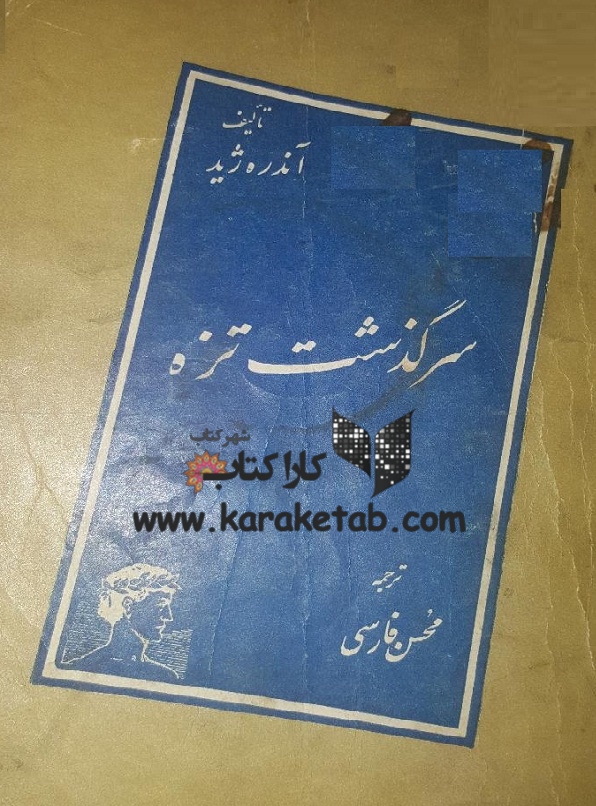 تألیف
آندره ژید
سرگذشت تزه
شهر کتاب
کارا کتاب
www.karaketab.com
ترجمه
محسن فارسی